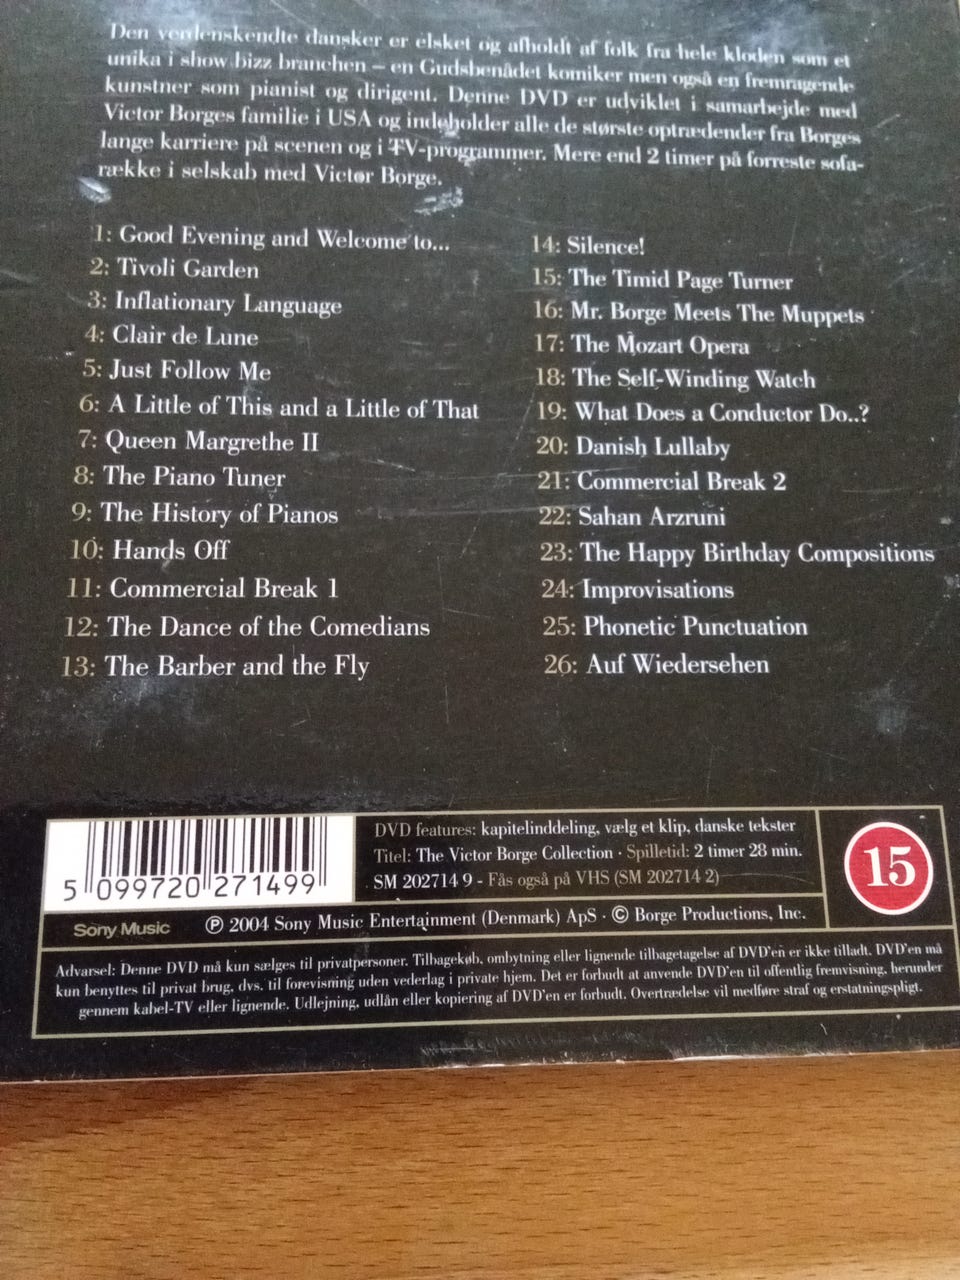 Den verdenskendte dansker er elsket og afholdt af folk fra hele kloden som et
unika i show bizz branchen – en Gudsbenådet komiker men også en fremragende
kunstner som pianist og dirigent. Denne DVD er udviklet i samarbejde med
Victor Borges familie i USA og indeholder alle de største optrædender fra Borges
lange karriere på scenen og i TV-programmer. Mere end 2 timer på forreste sofa-
række i selskab med Victor Borge.
1: Good Evening and Welcome to...
2: Tivoli Garden
3: Inflationary Language
4: Clair de Lune
5: Just Follow Me
6: A Little of This and a Little of That
7: Queen Margrethe II
8: The Piano Tuner
9: The History of Pianos
10: Hands Off
11: Commercial Break 1
12: The Dance of the Comedians
13: The Barber and the Fly
14: Silence!
15: The Timid Page Turner
16: Mr. Borge Meets The Muppets
17: The Mozart Opera
18: The Self-Winding Watch
19: What Does a Conductor Do..?
20: Danish Lullaby
21: Commercial Break 2
22: Sahan Arzruni
23: The Happy Birthday Compositions
24: Improvisations
25: Phonetic Punctuation
26: Auf Wiedersehen
5 099720 271499
DVD features: kapitelinddeling, vælg et klip, danske tekster
Titel: The Victor Borge Collection · Spilletid: 2 timer 28 min.
SM 202714 9 - Fås også på VHS (SM 202714 2)
15
Sony Music
℗ 2004 Sony Music Entertainment (Denmark) ApS · © Borge Productions, Inc.
Advarsel: Denne DVD må kun sælges til privatpersoner. Tilbagekøb, ombytning eller lignende tilbagetagelse af DVD'en er ikke tilladt. DVD'en må
kun benyttes til privat brug, dvs. til forevisning uden vederlag i private hjem. Det er forbudt at anvende DVD'en til offentlig fremvisning, herunder
gennem kabel-TV eller lignende. Udlejning, udlån eller kopiering af DVD'en er forbudt. Overtrædelse vil medføre straf og erstatningspligt.